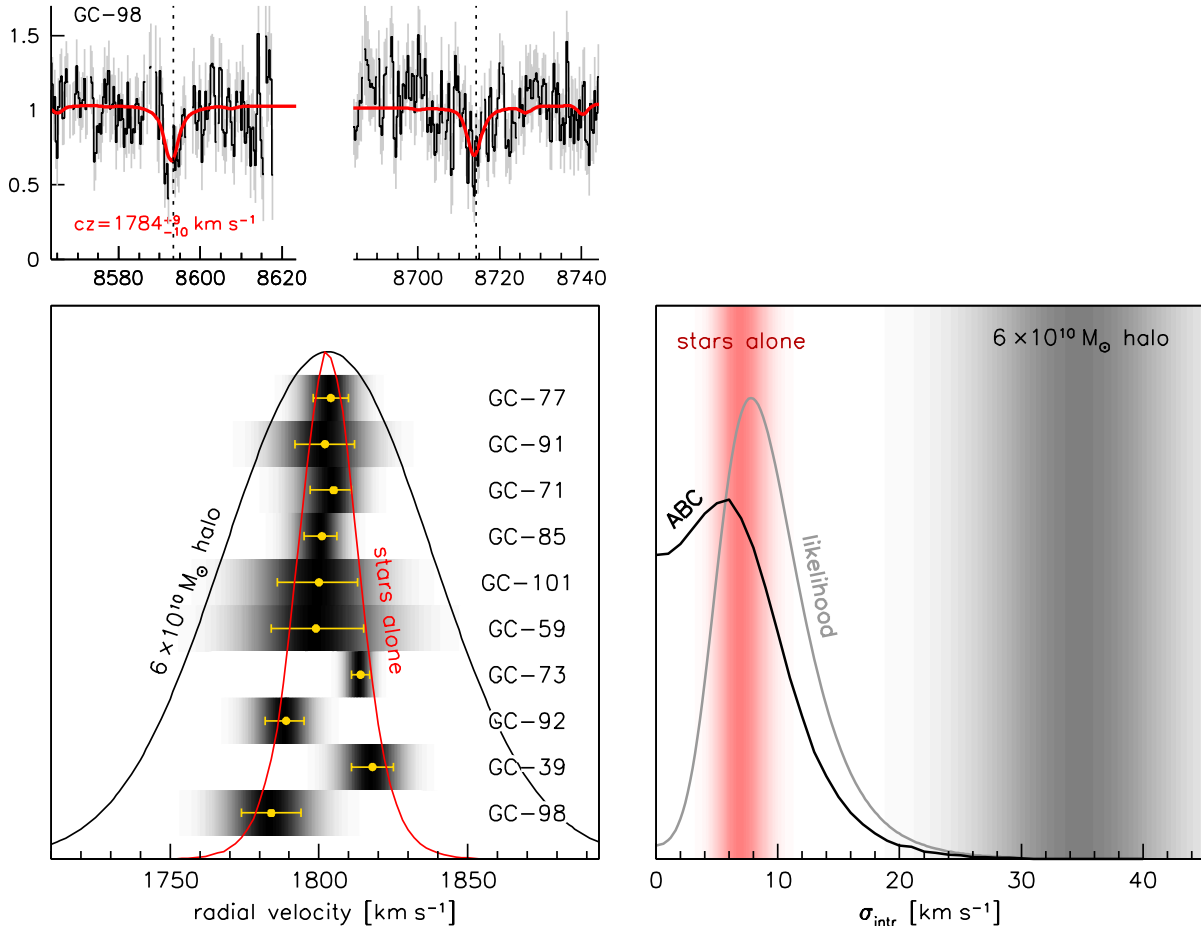 GC−98
1.5
1
0.5
0
cz=1784⁺⁹₋₁₀ km s⁻¹
8580 8600 8620
8700 8720 8740
6×10¹⁰ M⊙ halo
stars alone
GC−77
GC−91
GC−71
GC−85
GC−101
GC−59
GC−73
GC−92
GC−39
GC−98
1750 1800 1850
radial velocity [km s⁻¹]
stars alone
6×10¹⁰ M⊙ halo
ABC
likelihood
0 10 20 30 40
σintr [km s⁻¹]